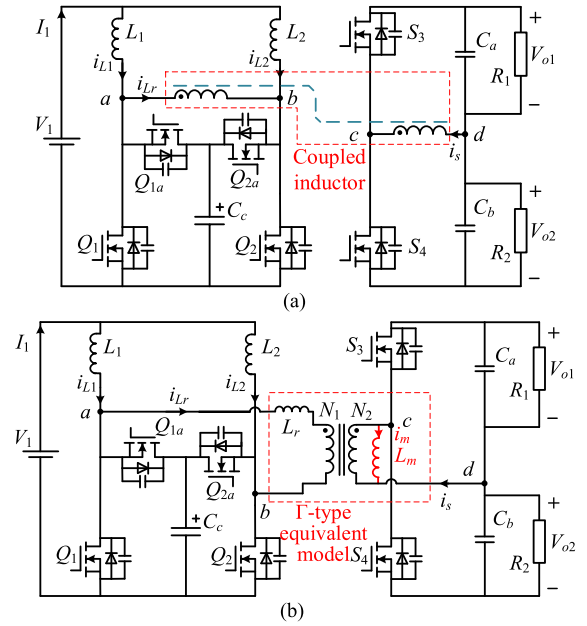 I1 L1 L2 S3 Ca + Vo1
iL1 iLr iL2 R1 −
a b c d
V1 Coupled inductor is +
Q1a Q2a
+ Cc Cb Vo2
Q1 Q2 S4 R2 −
(a)
I1 L1 L2 S3 Ca + Vo1
iL1 iLr iL2 R1
a Q1a Lr N1 N2 c im Lm −
V1 Q2a d
b is +
+ Cc Γ-type equivalent model Cb Vo2
Q1 Q2 S4 R2 −
(b)